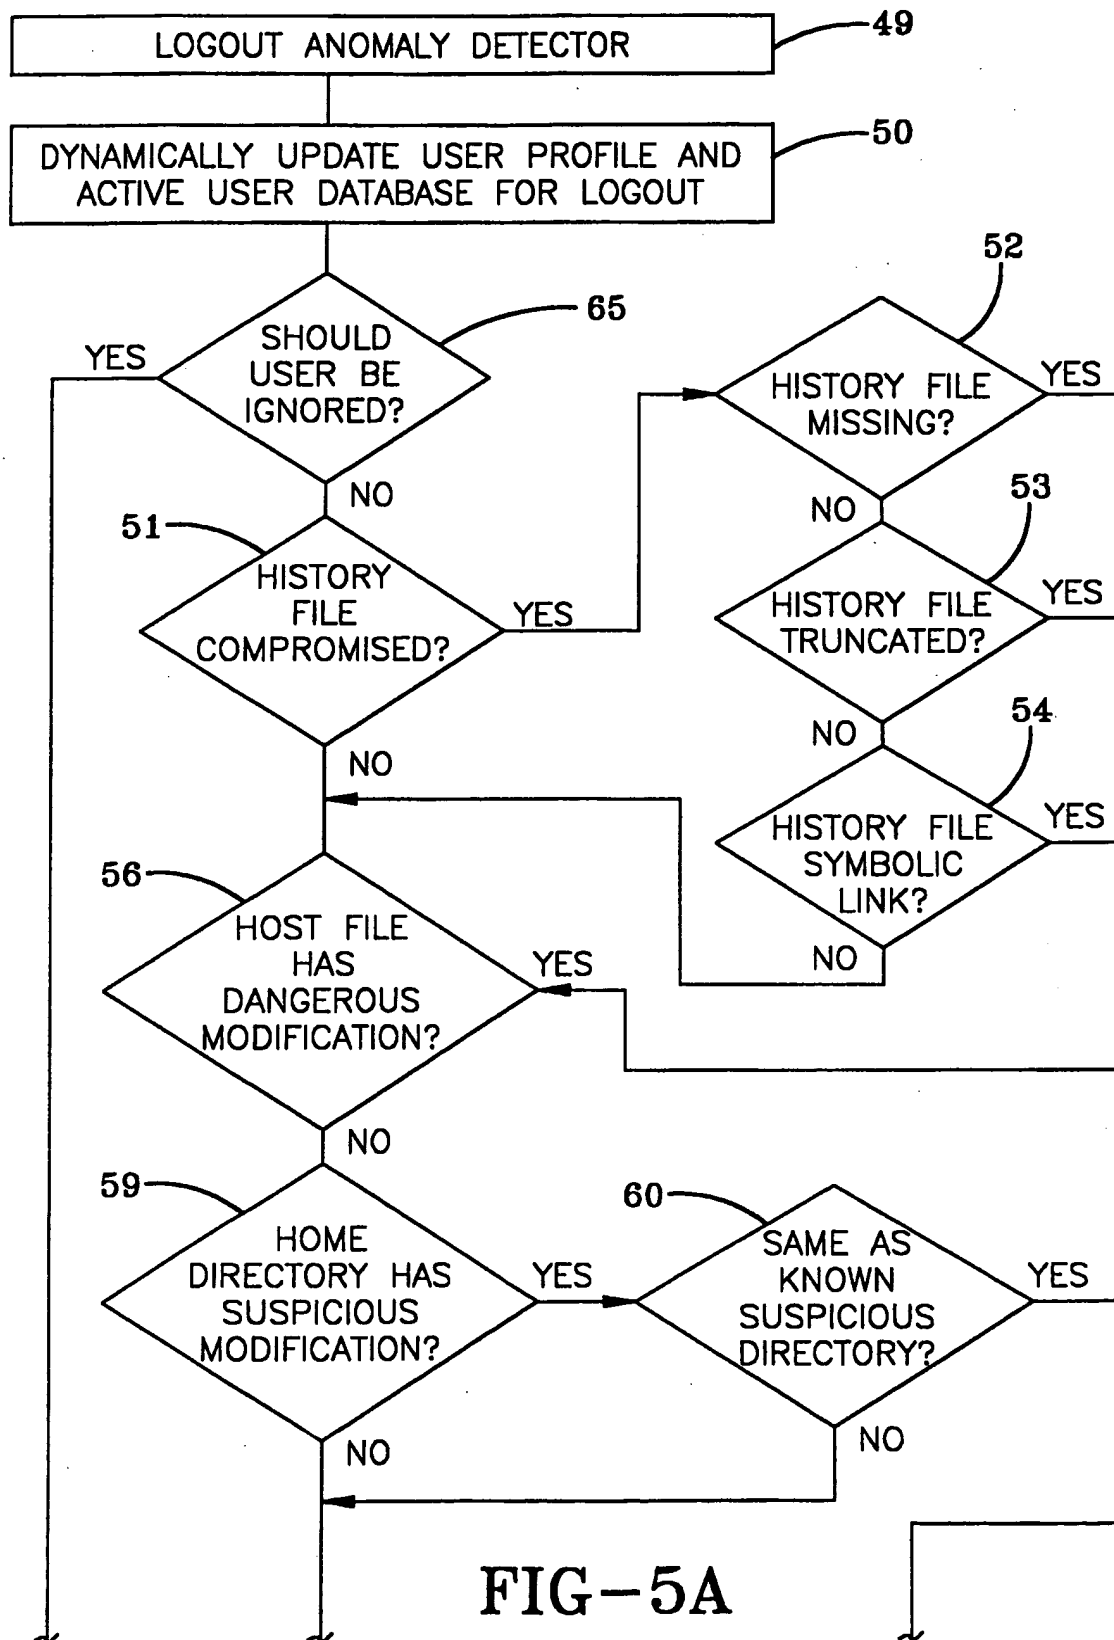 LOGOUT ANOMALY DETECTOR
49
DYNAMICALLY UPDATE USER PROFILE AND
ACTIVE USER DATABASE FOR LOGOUT
50
SHOULD
USER BE
IGNORED?
65
YES
NO
51
HISTORY
FILE
COMPROMISED?
YES
NO
52
HISTORY FILE
MISSING?
YES
NO
53
HISTORY FILE
TRUNCATED?
YES
NO
54
HISTORY FILE
SYMBOLIC
LINK?
YES
NO
56
HOST FILE
HAS
DANGEROUS
MODIFICATION?
YES
NO
59
HOME
DIRECTORY HAS
SUSPICIOUS
MODIFICATION?
YES
NO
60
SAME AS
KNOWN
SUSPICIOUS
DIRECTORY?
YES
NO
FIG-5A